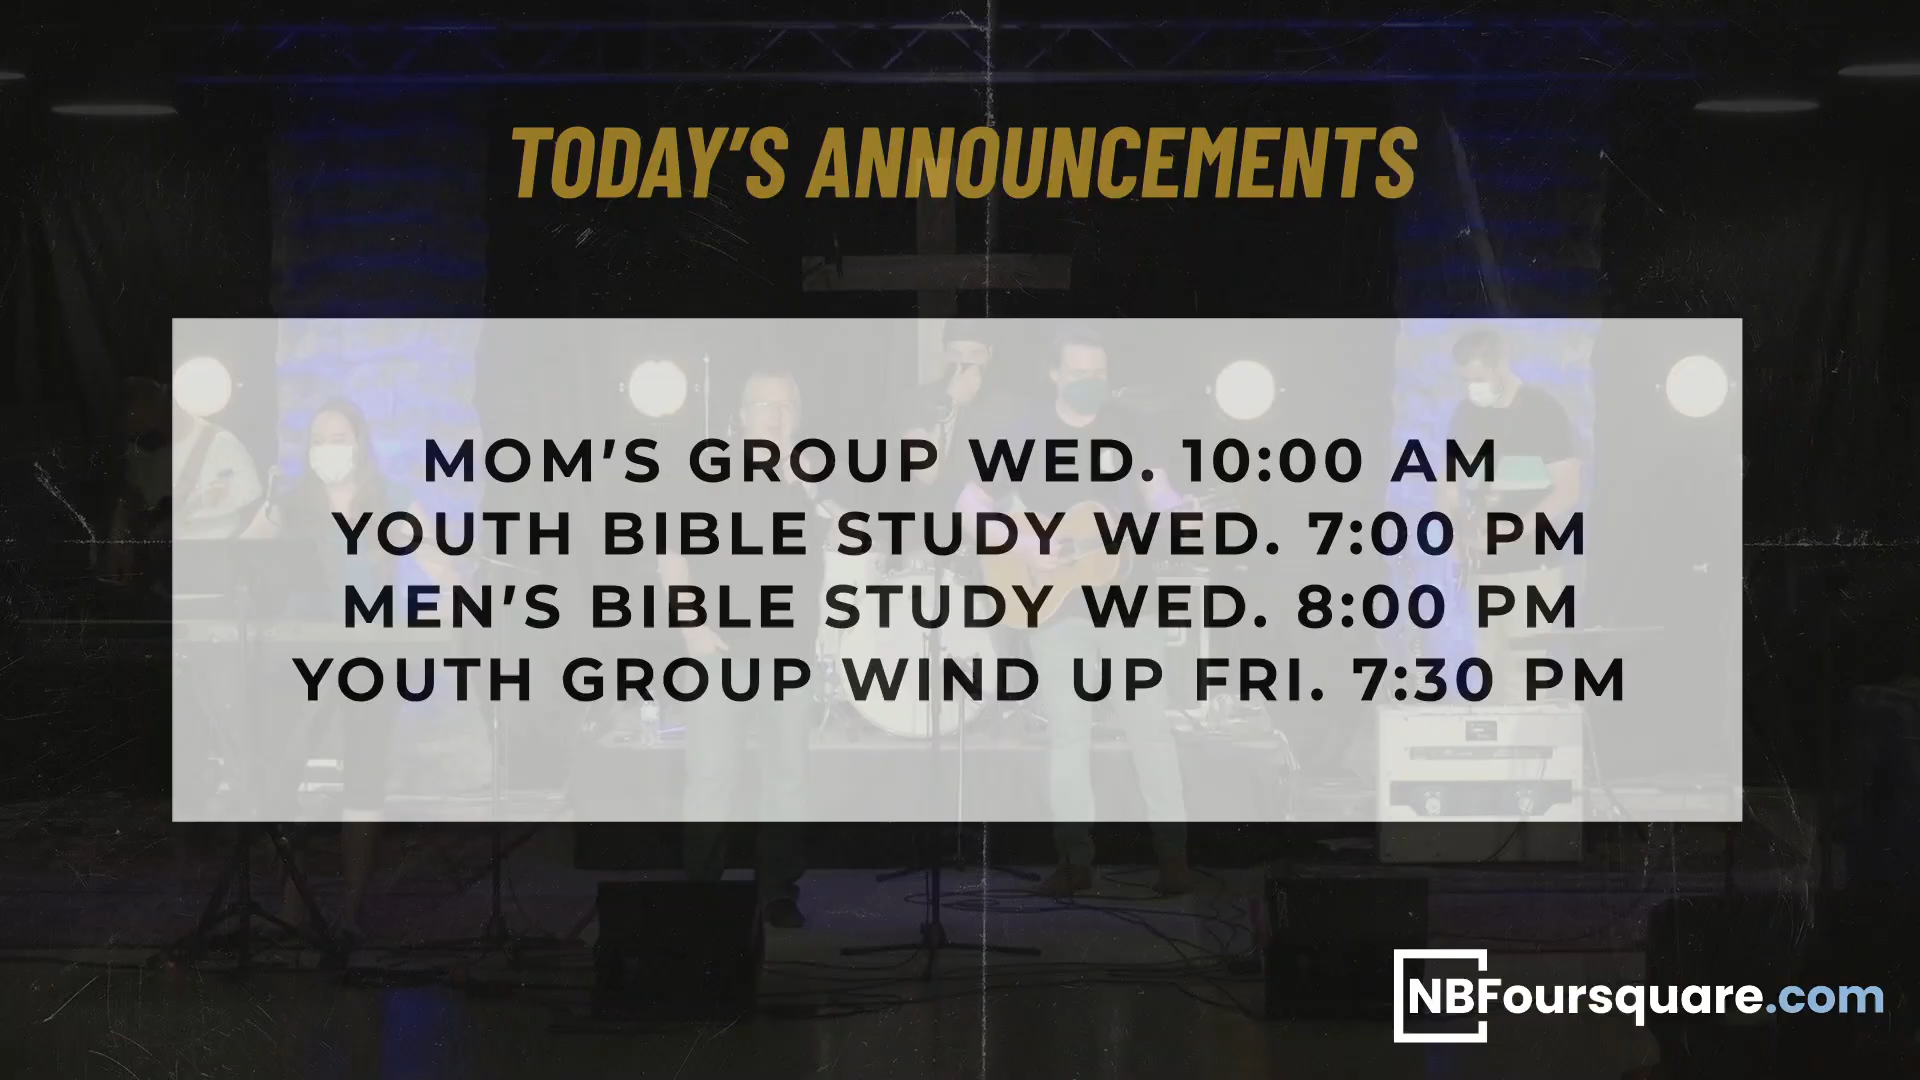 TODAY’S ANNOUNCEMENTS
MOM’S GROUP WED. 10:00 AM
YOUTH BIBLE STUDY WED. 7:00 PM
MEN’S BIBLE STUDY WED. 8:00 PM
YOUTH GROUP WIND UP FRI. 7:30 PM
NBFoursquare.com